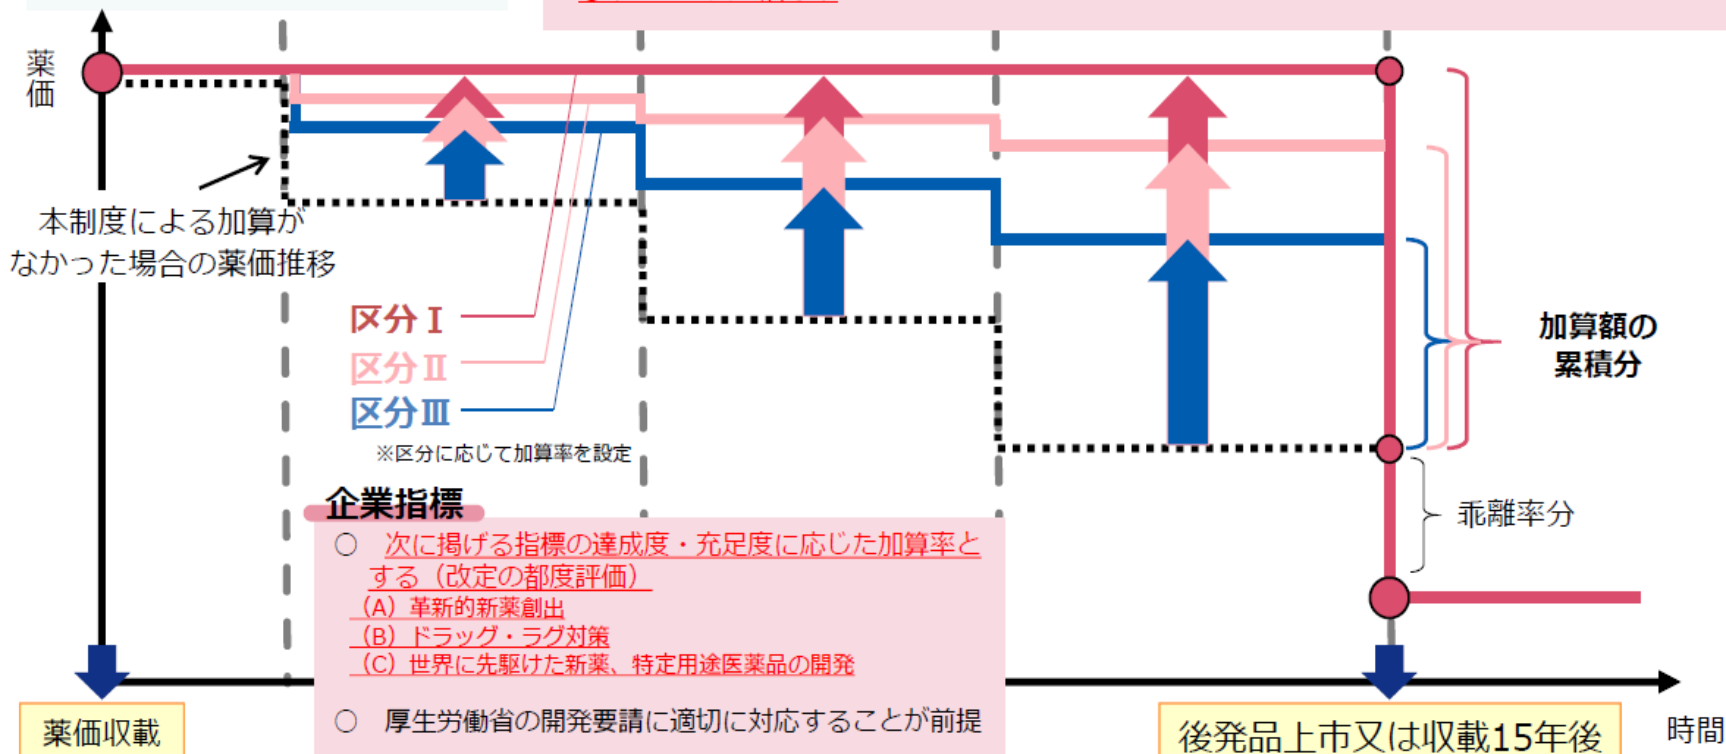 薬価
本制度による加算が
なかった場合の薬価推移
区分Ⅰ
区分Ⅱ
区分Ⅲ
※区分に応じて加算率を設定
加算額の
累積分
乖離率分
企業指標
○ 次に掲げる指標の達成度・充足度に応じた加算率と
する（改定の都度評価）
（A）革新的新薬創出
（B）ドラッグ・ラグ対策
（C）世界に先駆けた新薬、特定用途医薬品の開発
○ 厚生労働省の開発要請に適切に対応することが前提
薬価収載
後発品上市又は収載15年後
時間